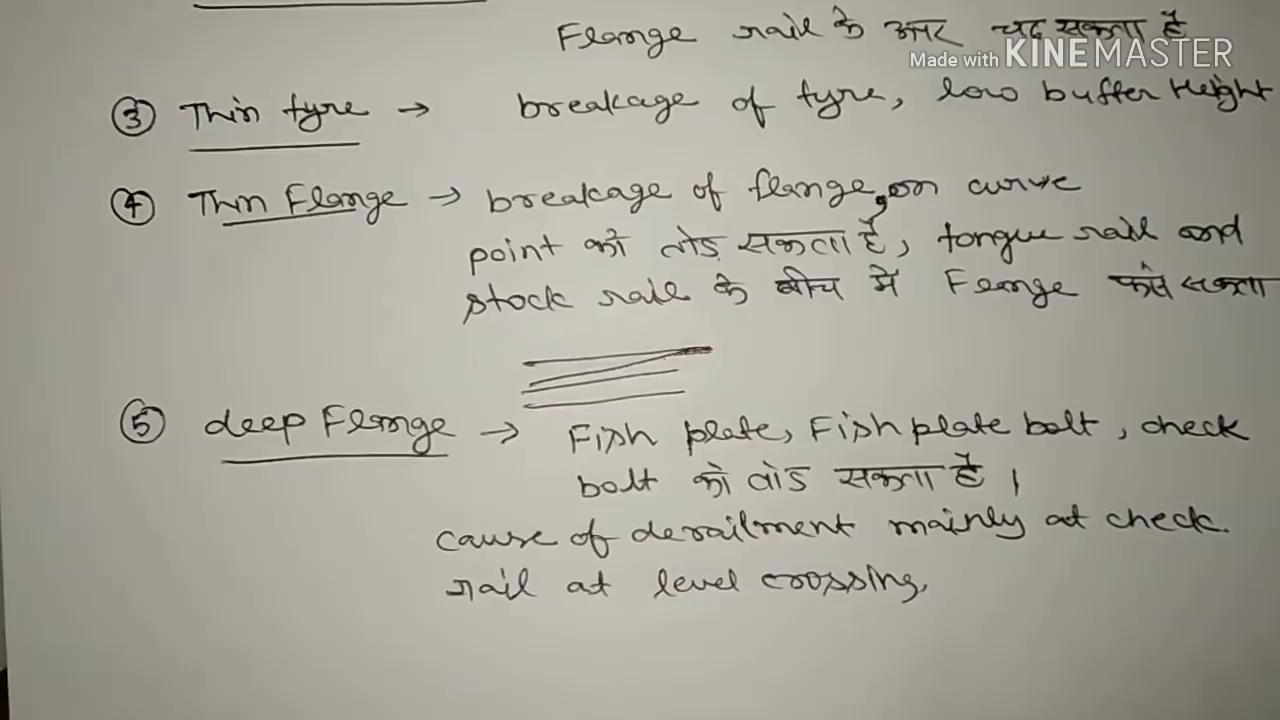 Flange rail के ऊपर चढ सकता है
Made with KINEMASTER
③ Thin tyre → breakage of tyre, low buffer Height
④ Thin Flange → breakage of flange, on curve
point को तोड़ सकता है, tongue rail and
stock rail के बीच में Flange फंस सकता
⑤ deep Flange → Fish plate, Fish plate bolt, check
bolt को तोड सकता है ।
cause of derailment mainly at check
rail at level crossing,